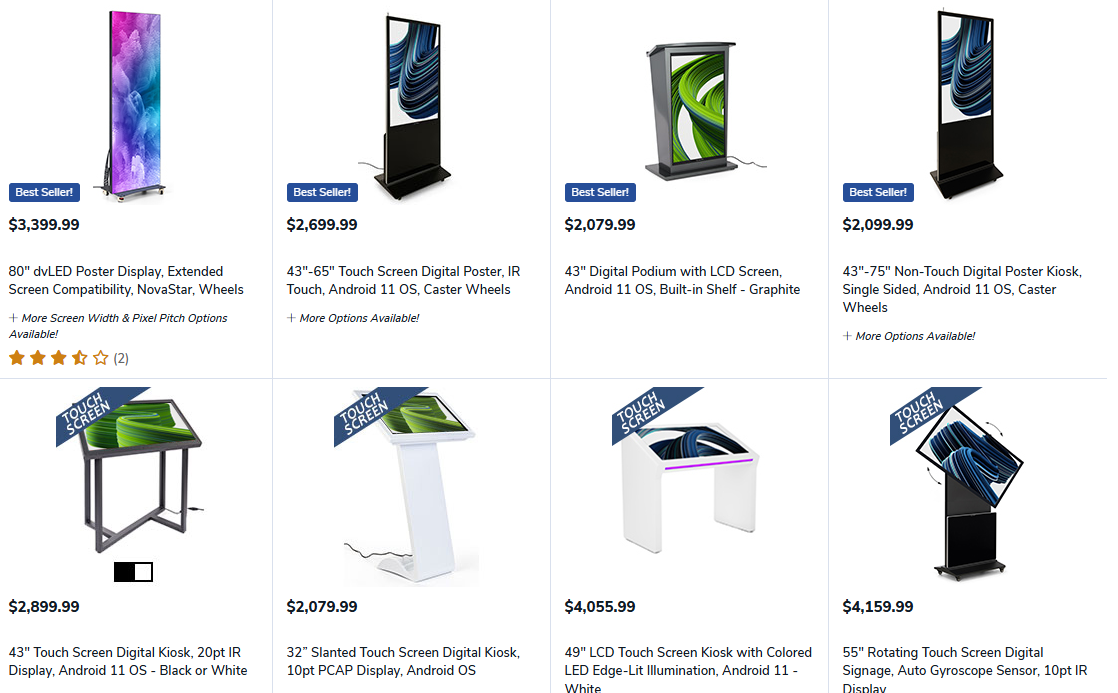 Best Seller!
Best Seller!
Best Seller!
Best Seller!
$3,399.99
$2,699.99
$2,079.99
$2,099.99
80" dvLED Poster Display, Extended
Screen Compatibility, NovaStar, Wheels
+ More Screen Width & Pixel Pitch Options
Available!
(2)
43"-65" Touch Screen Digital Poster, IR
Touch, Android 11 OS, Caster Wheels
+ More Options Available!
43" Digital Podium with LCD Screen,
Android 11 OS, Built-in Shelf - Graphite
43"-75" Non-Touch Digital Poster Kiosk,
Single Sided, Android 11 OS, Caster
Wheels
+ More Options Available!
TOUCH
SCREEN
TOUCH
SCREEN
TOUCH
SCREEN
TOUCH
SCREEN
$2,899.99
$2,079.99
$4,055.99
$4,159.99
43" Touch Screen Digital Kiosk, 20pt IR
Display, Android 11 OS - Black or White
32” Slanted Touch Screen Digital Kiosk,
10pt PCAP Display, Android OS
49" LCD Touch Screen Kiosk with Colored
LED Edge-Lit Illumination, Android 11 -
White
55" Rotating Touch Screen Digital
Signage, Auto Gyroscope Sensor, 10pt IR
Display